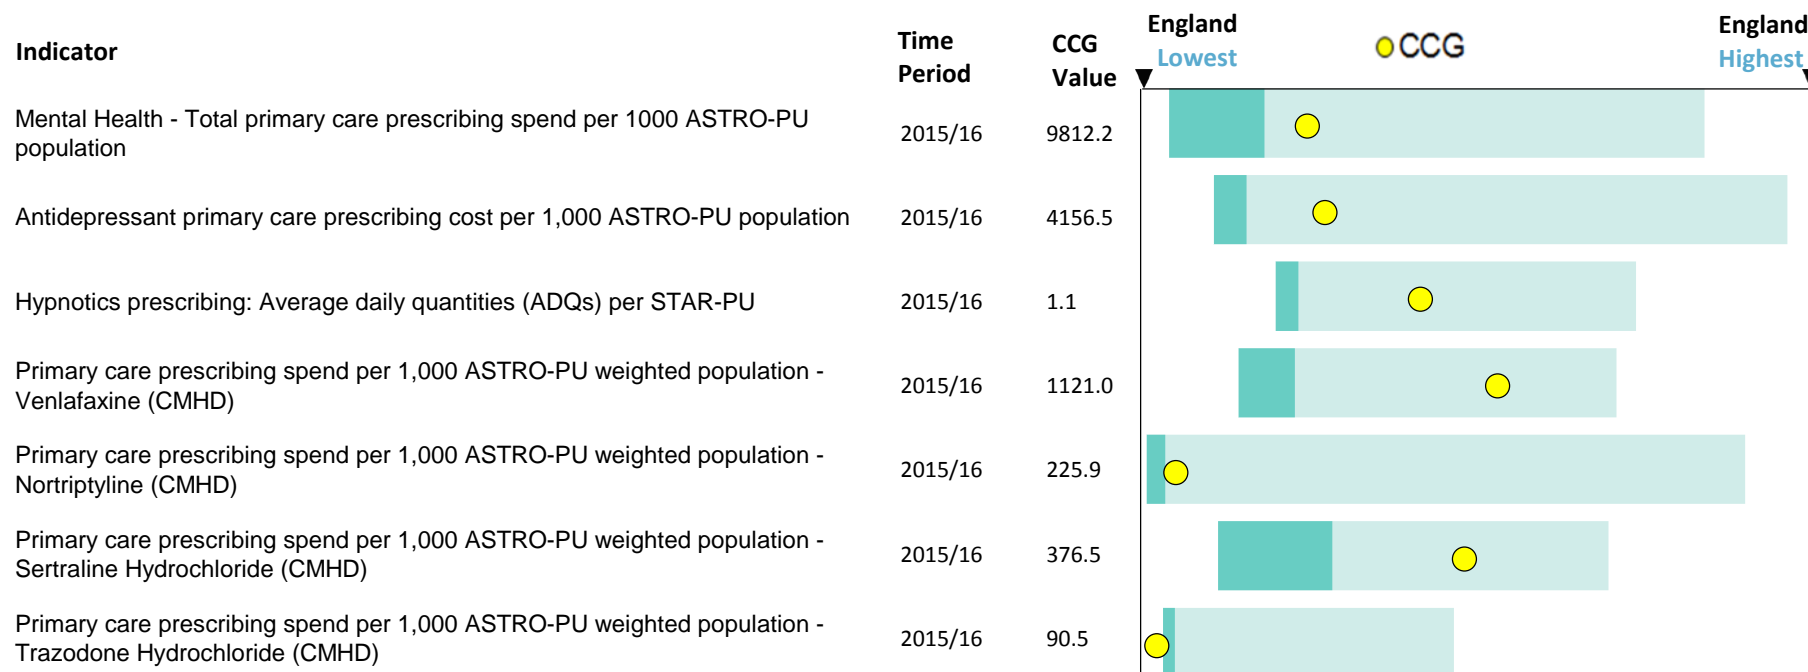 Indicator
Time
Period
CCG
Value
England
Lowest
CCG
England
Highest
Mental Health - Total primary care prescribing spend per 1000 ASTRO-PU
population
2015/16
9812.2
Antidepressant primary care prescribing cost per 1,000 ASTRO-PU population
2015/16
4156.5
Hypnotics prescribing: Average daily quantities (ADQs) per STAR-PU
2015/16
1.1
Primary care prescribing spend per 1,000 ASTRO-PU weighted population -
Venlafaxine (CMHD)
2015/16
1121.0
Primary care prescribing spend per 1,000 ASTRO-PU weighted population -
Nortriptyline (CMHD)
2015/16
225.9
Primary care prescribing spend per 1,000 ASTRO-PU weighted population -
Sertraline Hydrochloride (CMHD)
2015/16
376.5
Primary care prescribing spend per 1,000 ASTRO-PU weighted population -
Trazodone Hydrochloride (CMHD)
2015/16
90.5